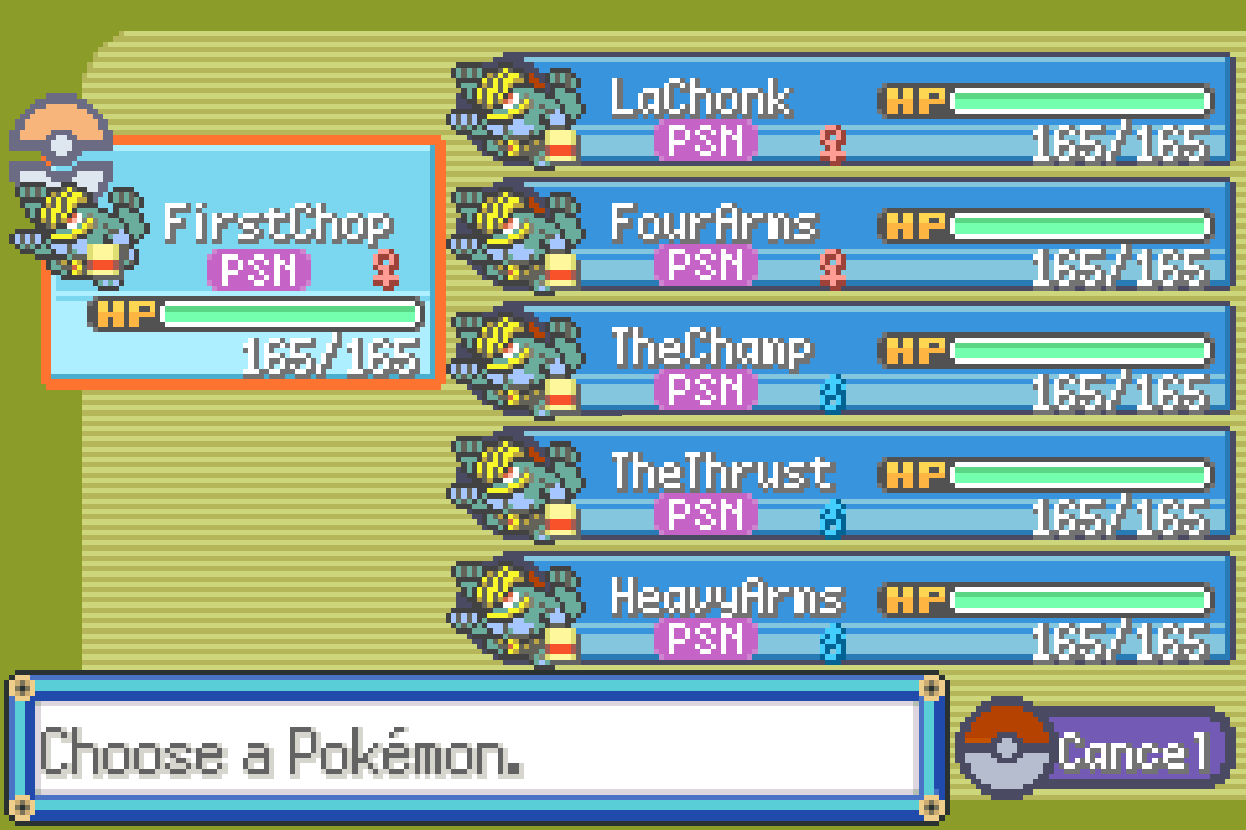 FirstChop
PSN ♀
HP
165/165
LaChonk
HP
PSN ♀
165/165
FourArms
HP
PSN ♀
165/165
TheChamp
HP
PSN ♂
165/165
TheThrust
HP
PSN ♂
165/165
HeavyArms
HP
PSN ♂
165/165
Choose a Pokémon.
Cancel